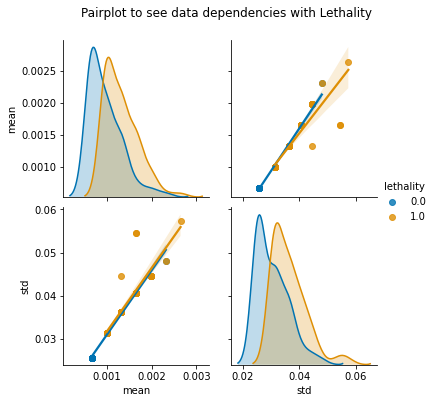 Pairplot to see data dependencies with Lethality
0.0025
0.0020
0.0015
0.0010
mean
lethality
0.0
1.0
0.06
0.05
0.04
0.03
std
0.001 0.002 0.003
mean
0.02 0.04 0.06
std